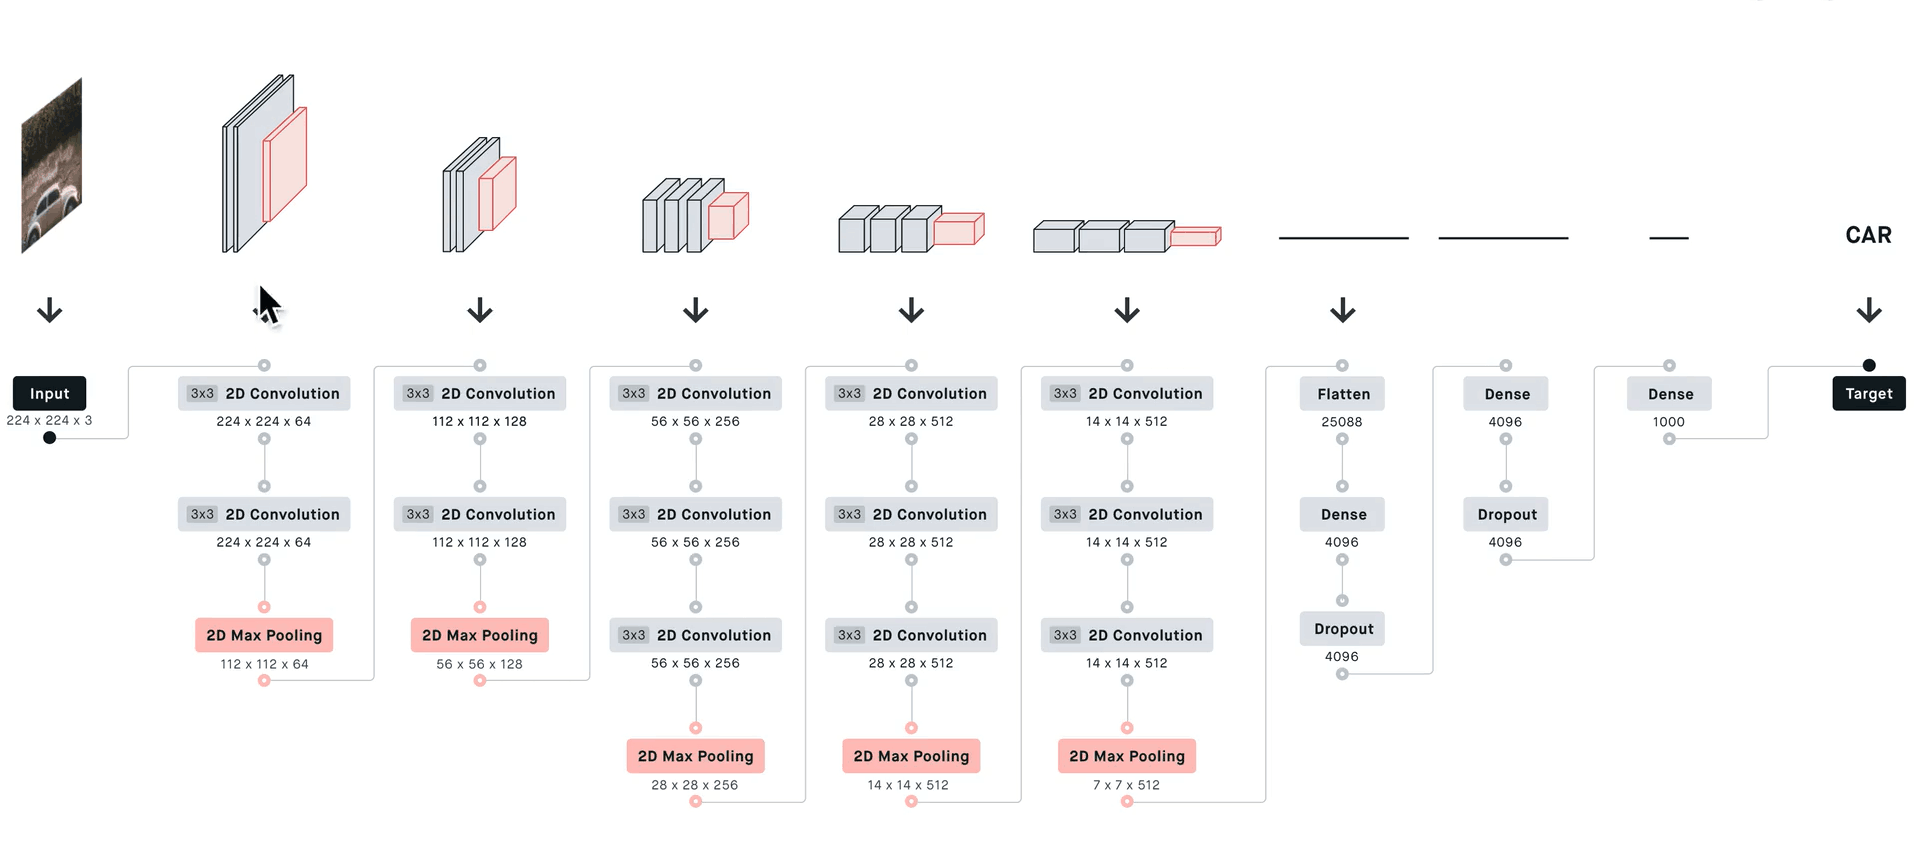 CAR
Input
224 x 224 x 3
3x3 2D Convolution
224 x 224 x 64
3x3 2D Convolution
224 x 224 x 64
2D Max Pooling
112 x 112 x 64
3x3 2D Convolution
112 x 112 x 128
3x3 2D Convolution
112 x 112 x 128
2D Max Pooling
56 x 56 x 128
3x3 2D Convolution
56 x 56 x 256
3x3 2D Convolution
56 x 56 x 256
3x3 2D Convolution
56 x 56 x 256
2D Max Pooling
28 x 28 x 256
3x3 2D Convolution
28 x 28 x 512
3x3 2D Convolution
28 x 28 x 512
3x3 2D Convolution
28 x 28 x 512
2D Max Pooling
14 x 14 x 512
3x3 2D Convolution
14 x 14 x 512
3x3 2D Convolution
14 x 14 x 512
3x3 2D Convolution
14 x 14 x 512
2D Max Pooling
7 x 7 x 512
Flatten
25088
Dense
4096
Dropout
4096
Dense
4096
Dropout
4096
Dense
1000
Target